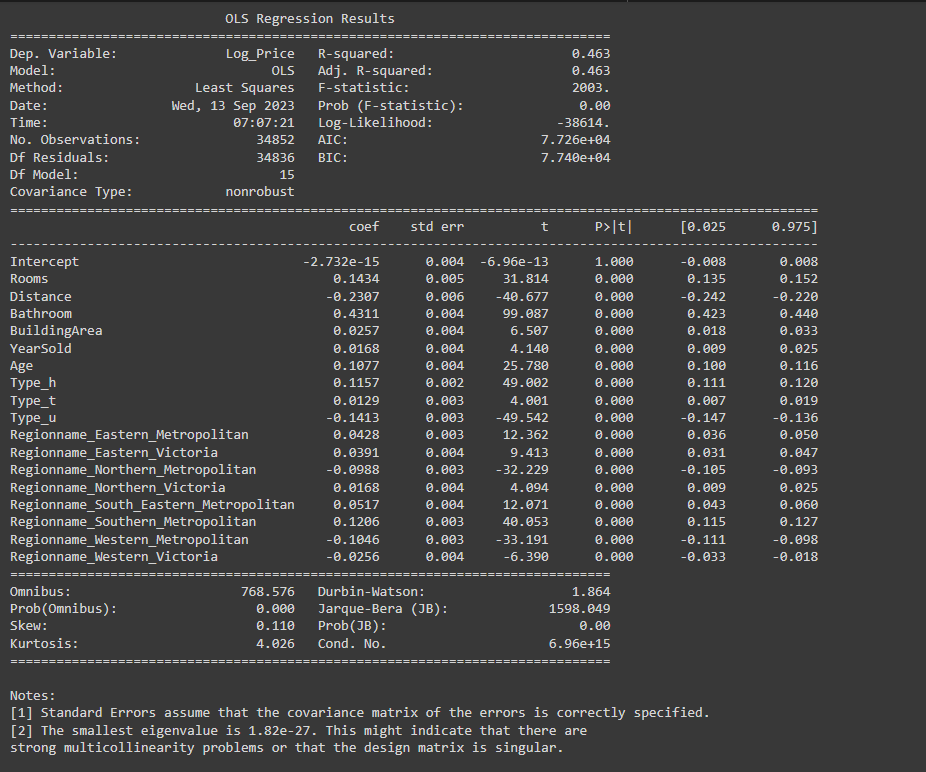 OLS Regression Results
==============================================================================
Dep. Variable: Log_Price R-squared: 0.463
Model: OLS Adj. R-squared: 0.463
Method: Least Squares F-statistic: 2003.
Date: Wed, 13 Sep 2023 Prob (F-statistic): 0.00
Time: 07:07:21 Log-Likelihood: -38614.
No. Observations: 34852 AIC: 7.726e+04
Df Residuals: 34836 BIC: 7.740e+04
Df Model: 15
Covariance Type: nonrobust
=========================================================================================================
coef std err t P>|t| [0.025 0.975]
---------------------------------------------------------------------------------------------------------
Intercept -2.732e-15 0.004 -6.96e-13 1.000 -0.008 0.008
Rooms 0.1434 0.005 31.814 0.000 0.135 0.152
Distance -0.2307 0.006 -40.677 0.000 -0.242 -0.220
Bathroom 0.4311 0.004 99.087 0.000 0.423 0.440
BuildingArea 0.0257 0.004 6.507 0.000 0.018 0.033
YearSold 0.0168 0.004 4.140 0.000 0.009 0.025
Age 0.1077 0.004 25.780 0.000 0.100 0.116
Type_h 0.1157 0.002 49.002 0.000 0.111 0.120
Type_t 0.0129 0.003 4.001 0.000 0.007 0.019
Type_u -0.1413 0.003 -49.542 0.000 -0.147 -0.136
Regionname_Eastern_Metropolitan 0.0428 0.003 12.362 0.000 0.036 0.050
Regionname_Eastern_Victoria 0.0391 0.004 9.413 0.000 0.031 0.047
Regionname_Northern_Metropolitan -0.0988 0.003 -32.229 0.000 -0.105 -0.093
Regionname_Northern_Victoria 0.0168 0.004 4.094 0.000 0.009 0.025
Regionname_South_Eastern_Metropolitan 0.0517 0.004 12.071 0.000 0.043 0.060
Regionname_Southern_Metropolitan 0.1206 0.003 40.053 0.000 0.115 0.127
Regionname_Western_Metropolitan -0.1046 0.003 -33.191 0.000 -0.111 -0.098
Regionname_Western_Victoria -0.0256 0.004 -6.390 0.000 -0.033 -0.018
==============================================================================
Omnibus: 768.576 Durbin-Watson: 1.864
Prob(Omnibus): 0.000 Jarque-Bera (JB): 1598.049
Skew: 0.110 Prob(JB): 0.00
Kurtosis: 4.026 Cond. No. 6.96e+15
==============================================================================
Notes:
[1] Standard Errors assume that the covariance matrix of the errors is correctly specified.
[2] The smallest eigenvalue is 1.82e-27. This might indicate that there are
strong multicollinearity problems or that the design matrix is singular.